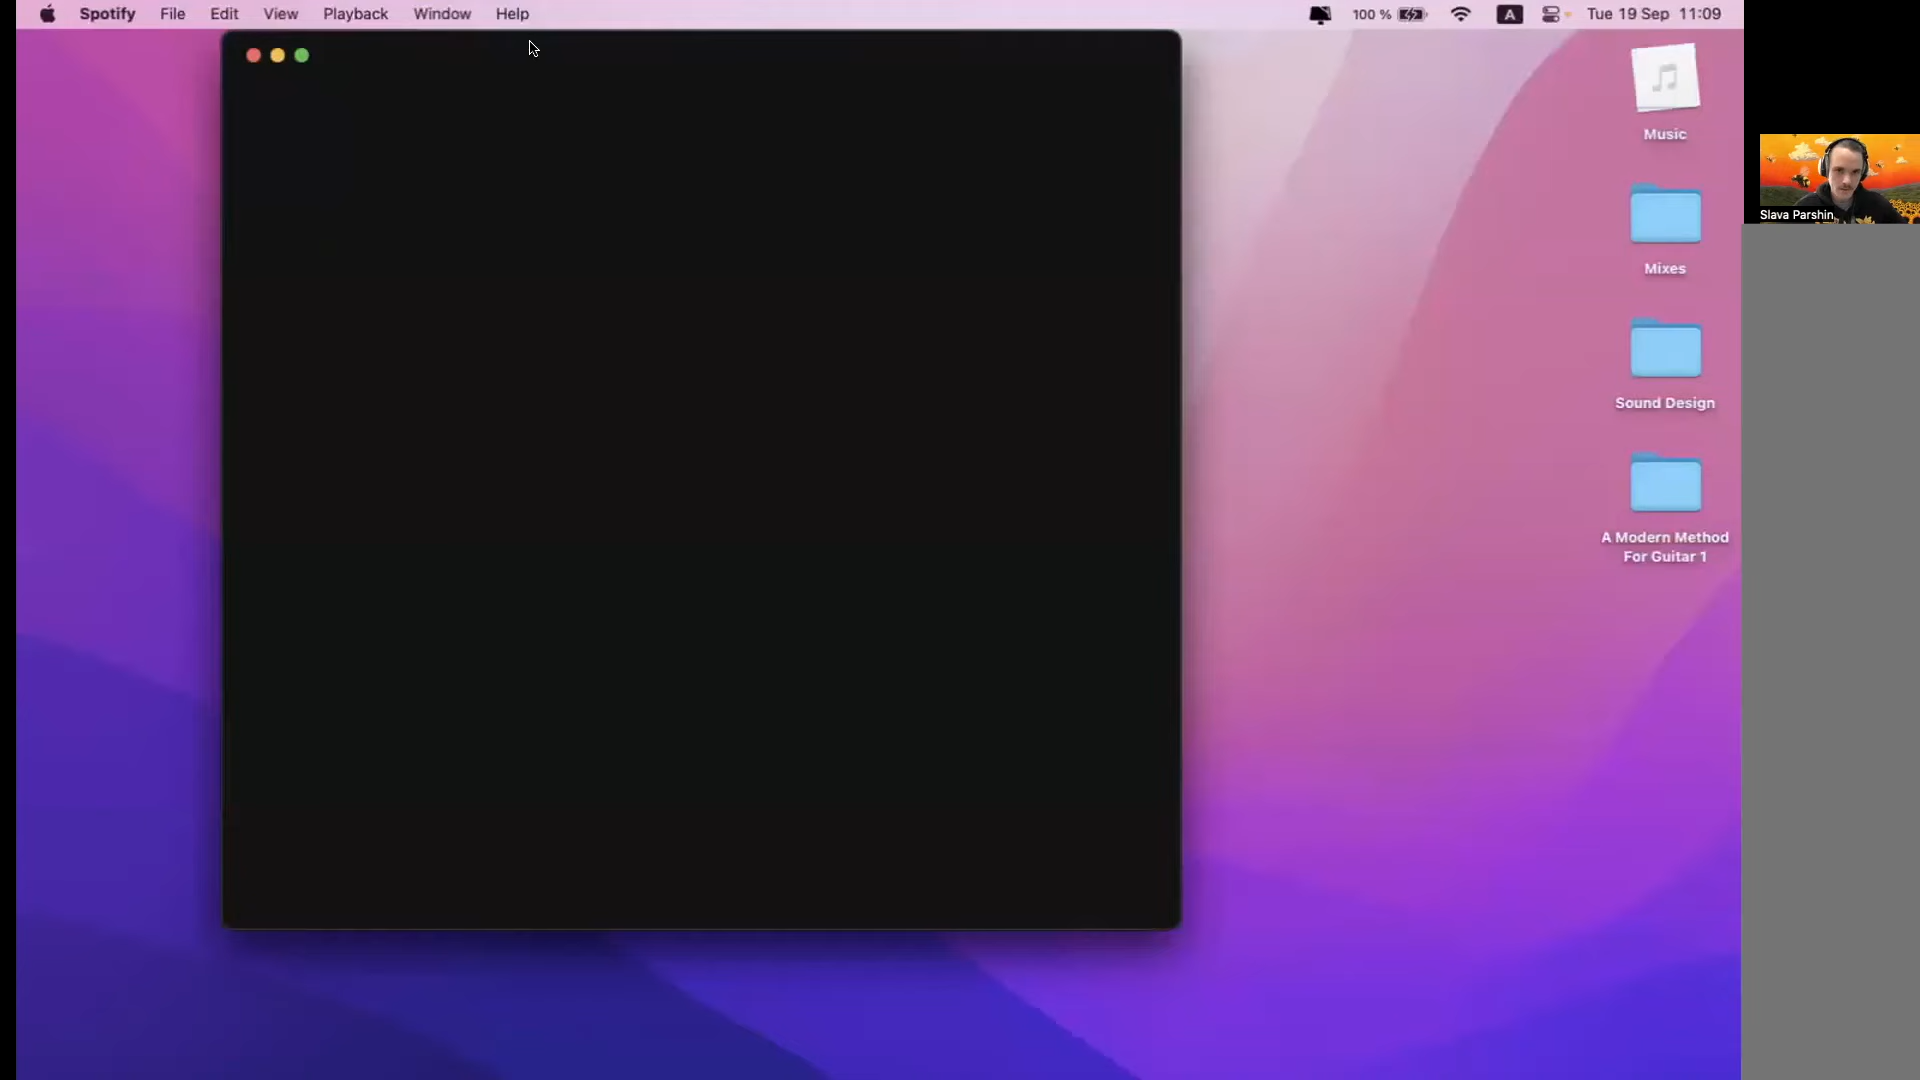 Spotify File Edit View Playback Window Help 100 % A Tue 19 Sep 11:09
Music
Slava Parshin
Mixes
Sound Design
A Modern Method
For Guitar 1